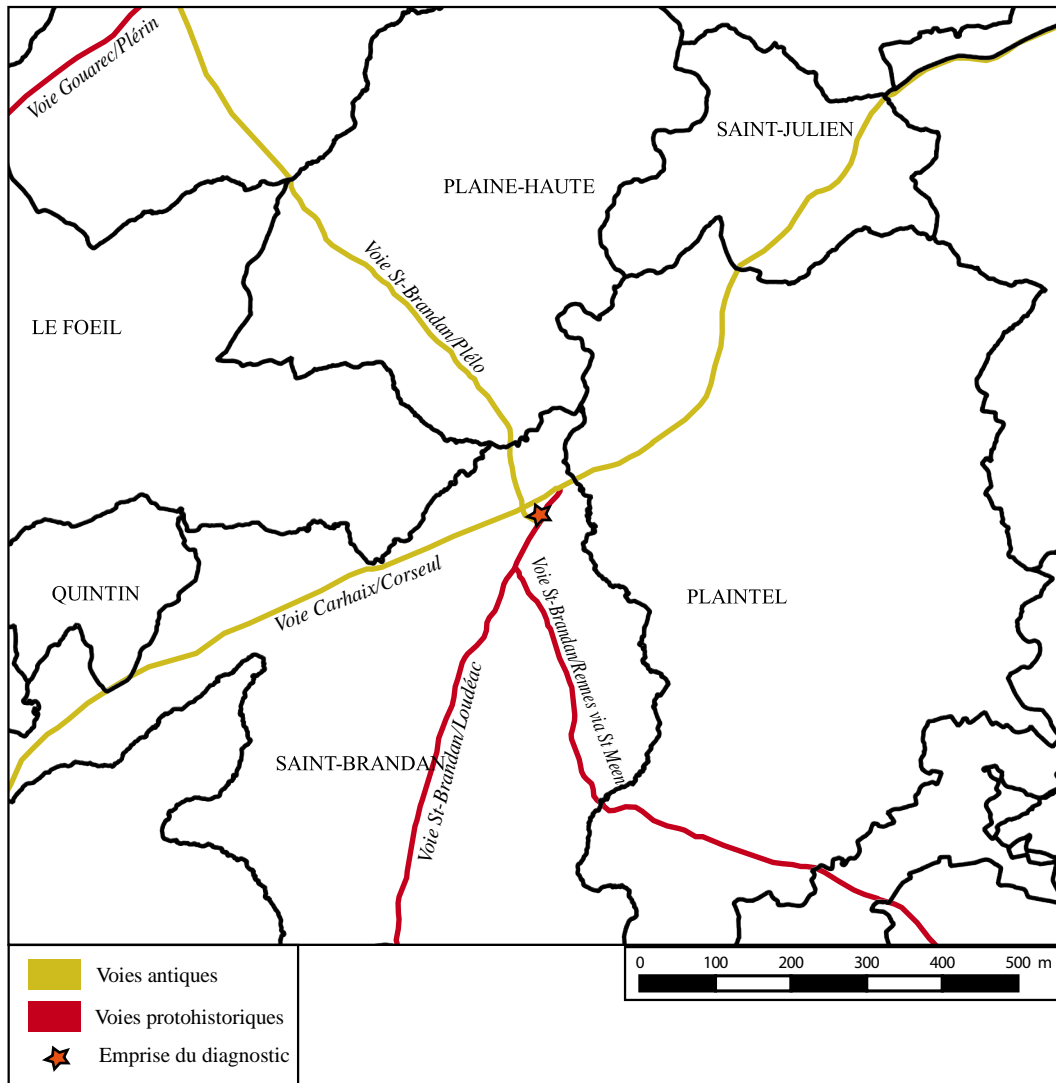 Voie Gouarec/Plérin
SAINT-JULIEN
PLAINE-HAUTE
Voie St-Brandan/Plélo
LE FOEIL
QUINTIN
Voie Carhaix/Corseul
Voie St-Brandan/Rennes via St Meen
PLAINTEL
Voie St-Brandan/Loudéac
SAINT-BRANDAN
Voies antiques
Voies protohistoriques
Emprise du diagnostic
0 100 200 300 400 500 m